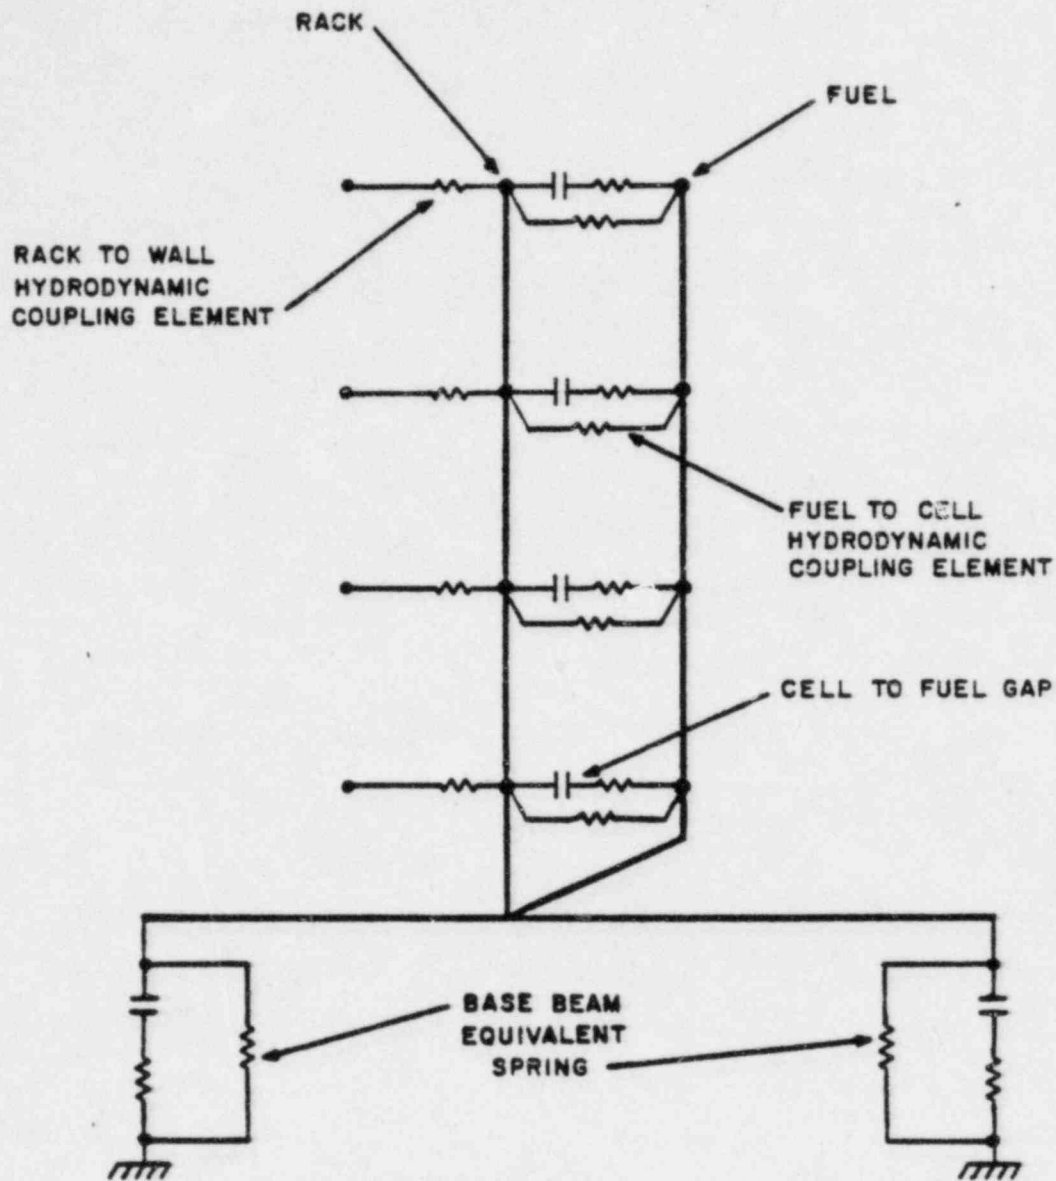 RACK
FUEL
RACK TO WALL
HYDRODYNAMIC
COUPLING ELEMENT
FUEL TO CELL
HYDRODYNAMIC
COUPLING ELEMENT
CELL TO FUEL GAP
BASE BEAM
EQUIVALENT
SPRING